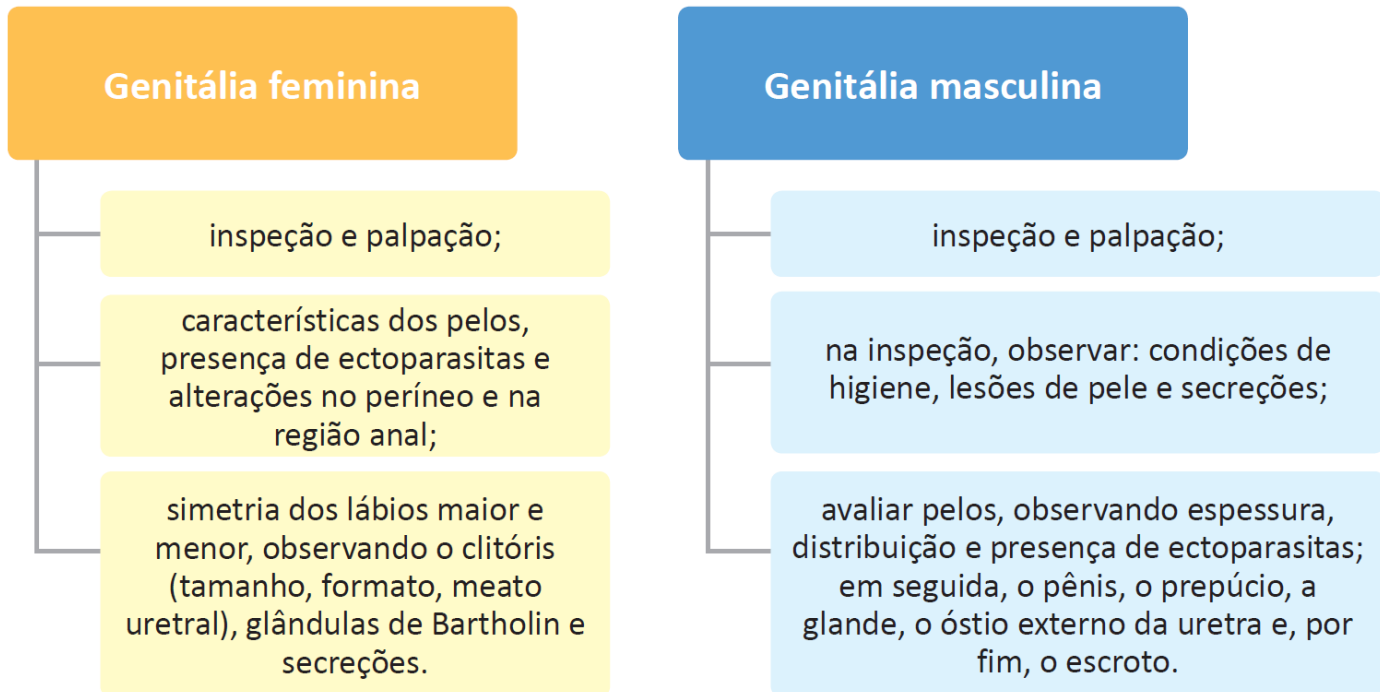 Genitália feminina
inspeção e palpação;
características dos pelos,
presença de ectoparasitas e
alterações no períneo e na
região anal;
simetria dos lábios maior e
menor, observando o clitóris
(tamanho, formato, meato
uretral), glândulas de Bartholin e
secreções.
Genitália masculina
inspeção e palpação;
na inspeção, observar: condições de
higiene, lesões de pele e secreções;
avaliar pelos, observando espessura,
distribuição e presença de ectoparasitas;
em seguida, o pênis, o prepúcio, a
glande, o óstio externo da uretra e, por
fim, o escroto.